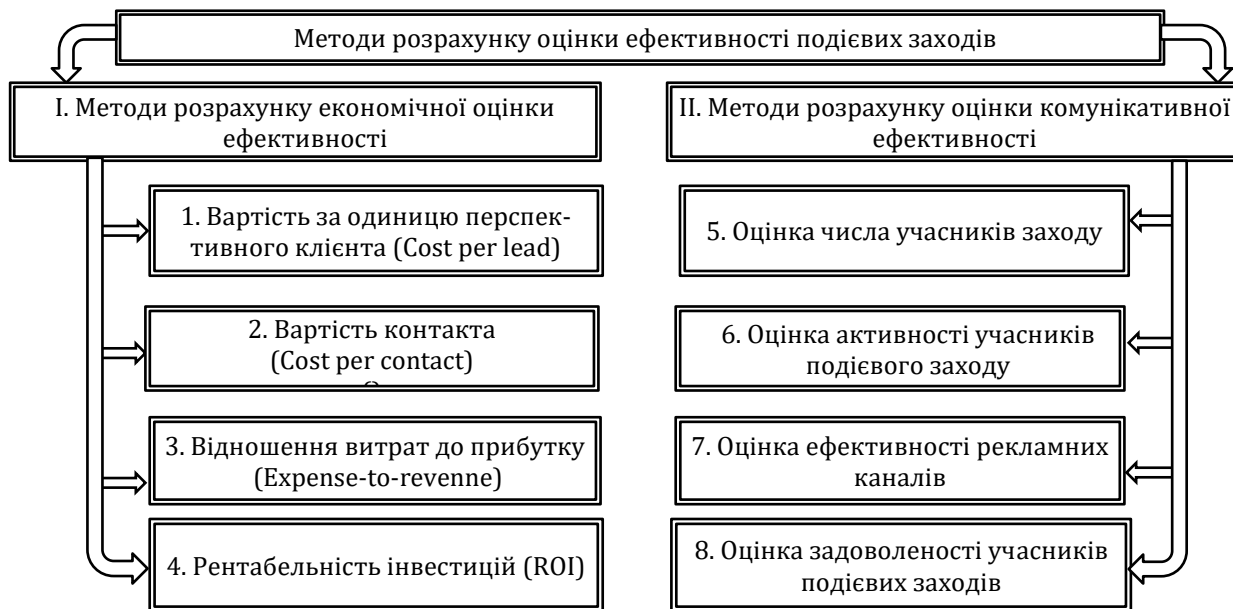 Методи розрахунку оцінки ефективності подієвих заходів
І. Методи розрахунку економічної оцінки
ефективності
1. Вартість за одиницю перспек-
тивного клієнта (Cost per lead)
2. Вартість контакта
(Cost per contact)
3. Відношення витрат до прибутку
(Expense-to-revenne)
4. Рентабельність інвестицій (ROI)
ІІ. Методи розрахунку оцінки комунікативної
ефективності
5. Оцінка числа учасників заходу
6. Оцінка активності учасників
подієвого заходу
7. Оцінка ефективності рекламних
каналів
8. Оцінка задоволеності учасників
подієвих заходів